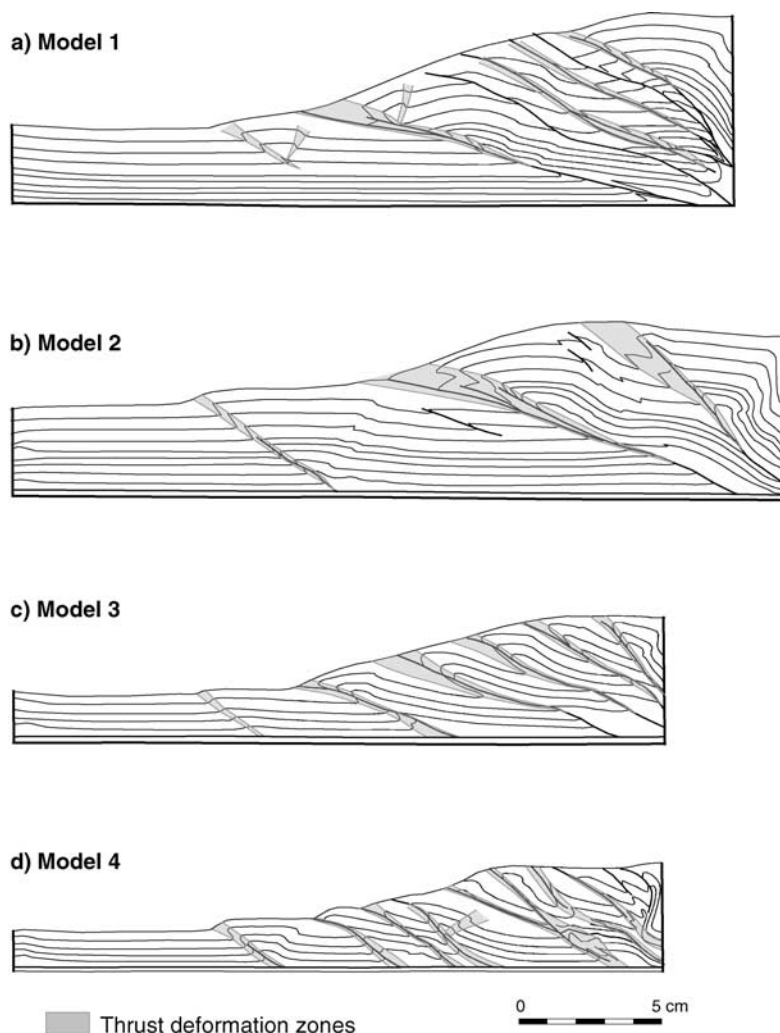 a) Model 1
b) Model 2
c) Model 3
d) Model 4
Thrust deformation zones
0 5 cm